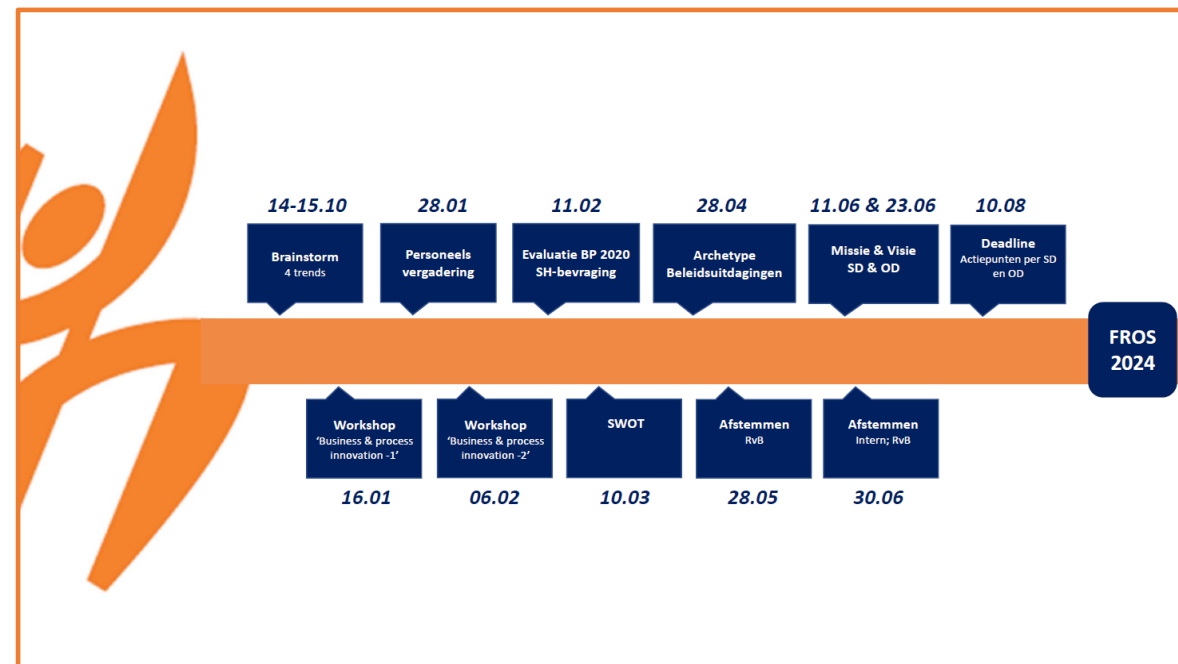 14-15.10
28.01
11.02
28.04
11.06 & 23.06
10.08
Brainstorm
4 trends
Personeels
vergadering
Evaluatie BP 2020
SH-bevraging
Archetype
Beleidsuitdagingen
Missie & Visie
SD & OD
Deadline
Actiepunten per SD
en OD
FROS
2024
Workshop
‘Business & process
innovation -1’
Workshop
‘Business & process
innovation -2’
SWOT
Afstemmen
RvB
Afstemmen
Intern; RvB
16.01
06.02
10.03
28.05
30.06